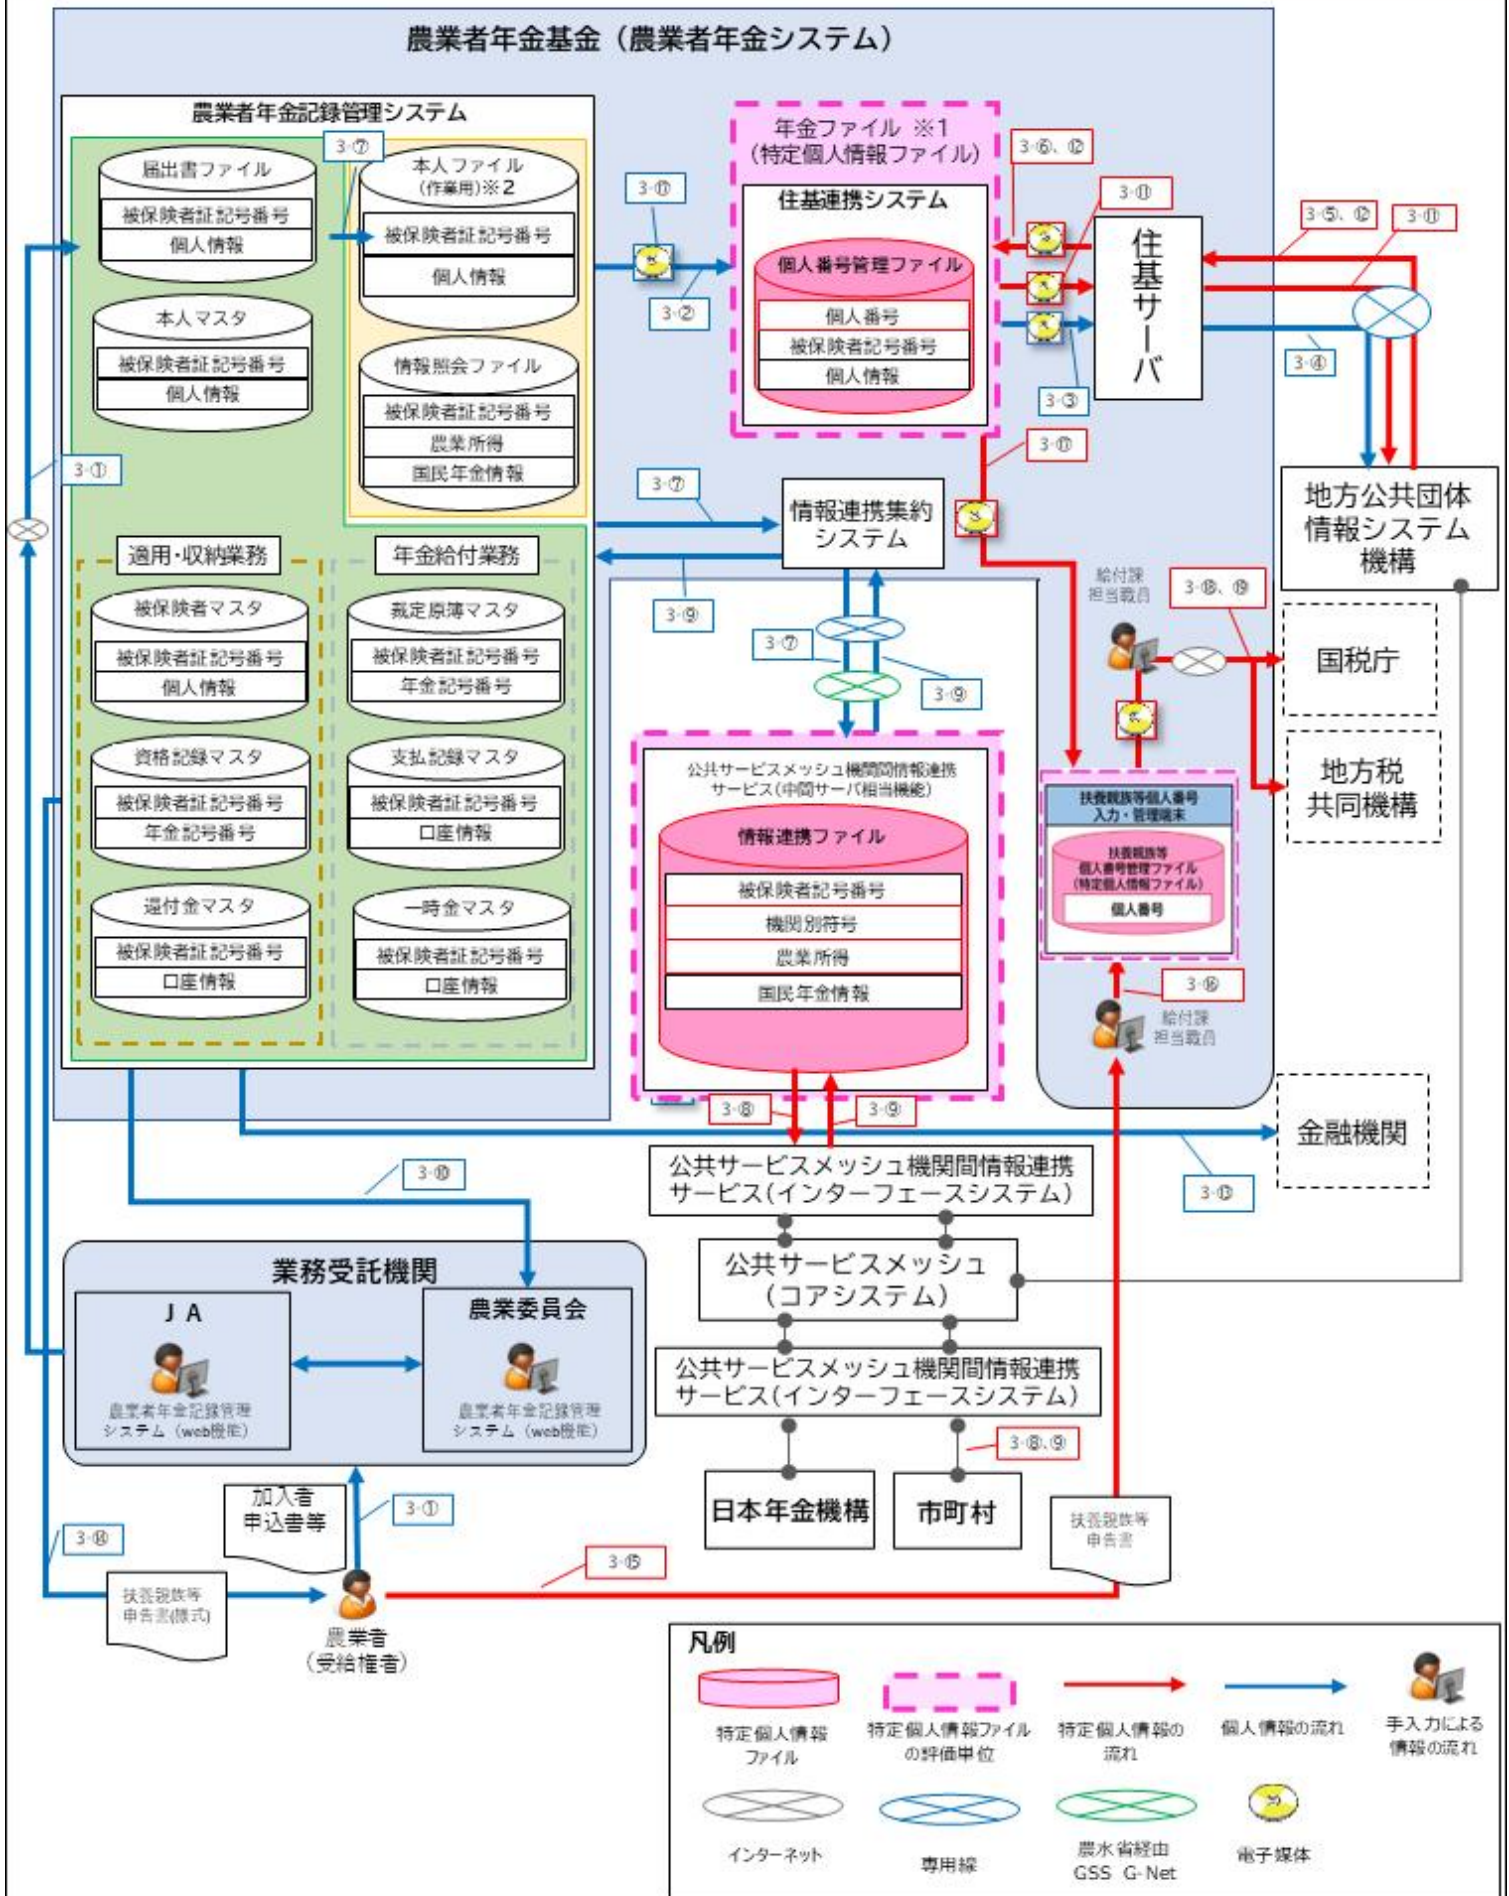 農業者年金基金（農業者年金システム）
農業者年金記録管理システム
3-⑦
届出書ファイル
被保険者証記号番号
個人情報
本人ファイル
(作業用)※2
被保険者証記号番号
個人情報
本人マスタ
被保険者証記号番号
個人情報
情報照会ファイル
被保険者証記号番号
農業所得
国民年金情報
3-①
適用・収納業務
年金給付業務
被保険者マスタ
被保険者証記号番号
個人情報
裁定原簿マスタ
被保険者証記号番号
年金記号番号
資格記録マスタ
被保険者証記号番号
年金記号番号
支払記録マスタ
被保険者証記号番号
口座情報
還付金マスタ
被保険者証記号番号
口座情報
一時金マスタ
被保険者証記号番号
口座情報
3-⑰
3-②
年金ファイル ※1
(特定個人情報ファイル)
住基連携システム
個人番号管理ファイル
個人番号
被保険者記号番号
個人情報
3-⑥、⑫
3-⑪
住基サーバ
3-③
3-⑤、⑫
3-⑪
3-④
3-⑰
地方公共団体
情報システム
機構
3-⑦
情報連携集約
システム
3-⑨
3-⑦
3-⑨
給付課
担当職員
3-⑱、⑲
国税庁
地方税
共同機構
公共サービスメッシュ機関間情報連携
サービス(中間サーバ相当機能)
情報連携ファイル
被保険者記号番号
機関別符号
農業所得
国民年金情報
扶養親族等個人番号
入力・管理端末
扶養親族等
個人番号管理ファイル
(特定個人情報ファイル)
個人番号
3-⑯
給付課
担当職員
3-⑧
3-⑨
金融機関
3-⑬
3-⑩
公共サービスメッシュ機関間情報連携
サービス(インターフェースシステム)
公共サービスメッシュ
(コアシステム)
公共サービスメッシュ機関間情報連携
サービス(インターフェースシステム)
3-⑧、⑨
日本年金機構
市町村
業務受託機関
ＪＡ
農業者年金記録管理
システム（web機能）
農業委員会
農業者年金記録管理
システム（web機能）
加入者
申込書等
3-①
3-⑭
扶養親族等
申告書(様式)
農業者
（受給権者）
3-⑮
扶養親族等
申告書
凡例
特定個人情報
ファイル
特定個人情報ファイル
の評価単位
特定個人情報の
流れ
個人情報の流れ
手入力による
情報の流れ
インターネット
専用線
農水省経由
GSS G-Net
電子媒体